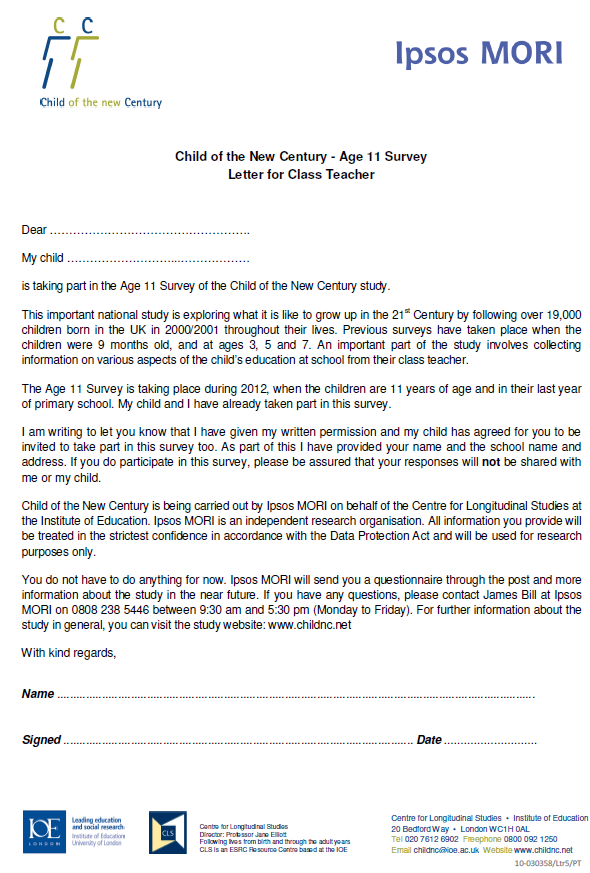 C C
Ipsos MORI
Child of the new Century
Child of the New Century - Age 11 Survey
Letter for Class Teacher
Dear …………………………………………….
My child ………………………...………………
is taking part in the Age 11 Survey of the Child of the New Century study.
This important national study is exploring what it is like to grow up in the 21st Century by following over 19,000
children born in the UK in 2000/2001 throughout their lives. Previous surveys have taken place when the
children were 9 months old, and at ages 3, 5 and 7. An important part of the study involves collecting
information on various aspects of the child's education at school from their class teacher.
The Age 11 Survey is taking place during 2012, when the children are 11 years of age and in their last year
of primary school. My child and I have already taken part in this survey.
I am writing to let you know that I have given my written permission and my child has agreed for you to be
invited to take part in this survey too. As part of this I have provided your name and the school name and
address. If you do participate in this survey, please be assured that your responses will not be shared with
me or my child.
Child of the New Century is being carried out by Ipsos MORI on behalf of the Centre for Longitudinal Studies at
the Institute of Education. Ipsos MORI is an independent research organisation. All information you provide will
be treated in the strictest confidence in accordance with the Data Protection Act and will be used for research
purposes only.
You do not have to do anything for now. Ipsos MORI will send you a questionnaire through the post and more
information about the study in the near future. If you have any questions, please contact James Bill at Ipsos
MORI on 0808 238 5446 between 9:30 am and 5:30 pm (Monday to Friday). For further information about the
study in general, you can visit the study website: www.childnc.net
With kind regards,
Name ....................................................................................................................................................
Signed ............................................................................................................. Date .............................
IOE
LONDON
Leading education
and social research
Institute of Education
University of London
CLS
Centre for Longitudinal Studies
Director: Professor Jane Elliott
Following lives from birth and through the adult years
CLS is an ESRC Resource Centre based at the IOE
Centre for Longitudinal Studies • Institute of Education
20 Bedford Way • London WC1H 0AL
Tel 020 7612 6902 Freephone 0800 092 1250
Email childnc@ioe.ac.uk Website www.childnc.net
10-030358/Ltr5/PT